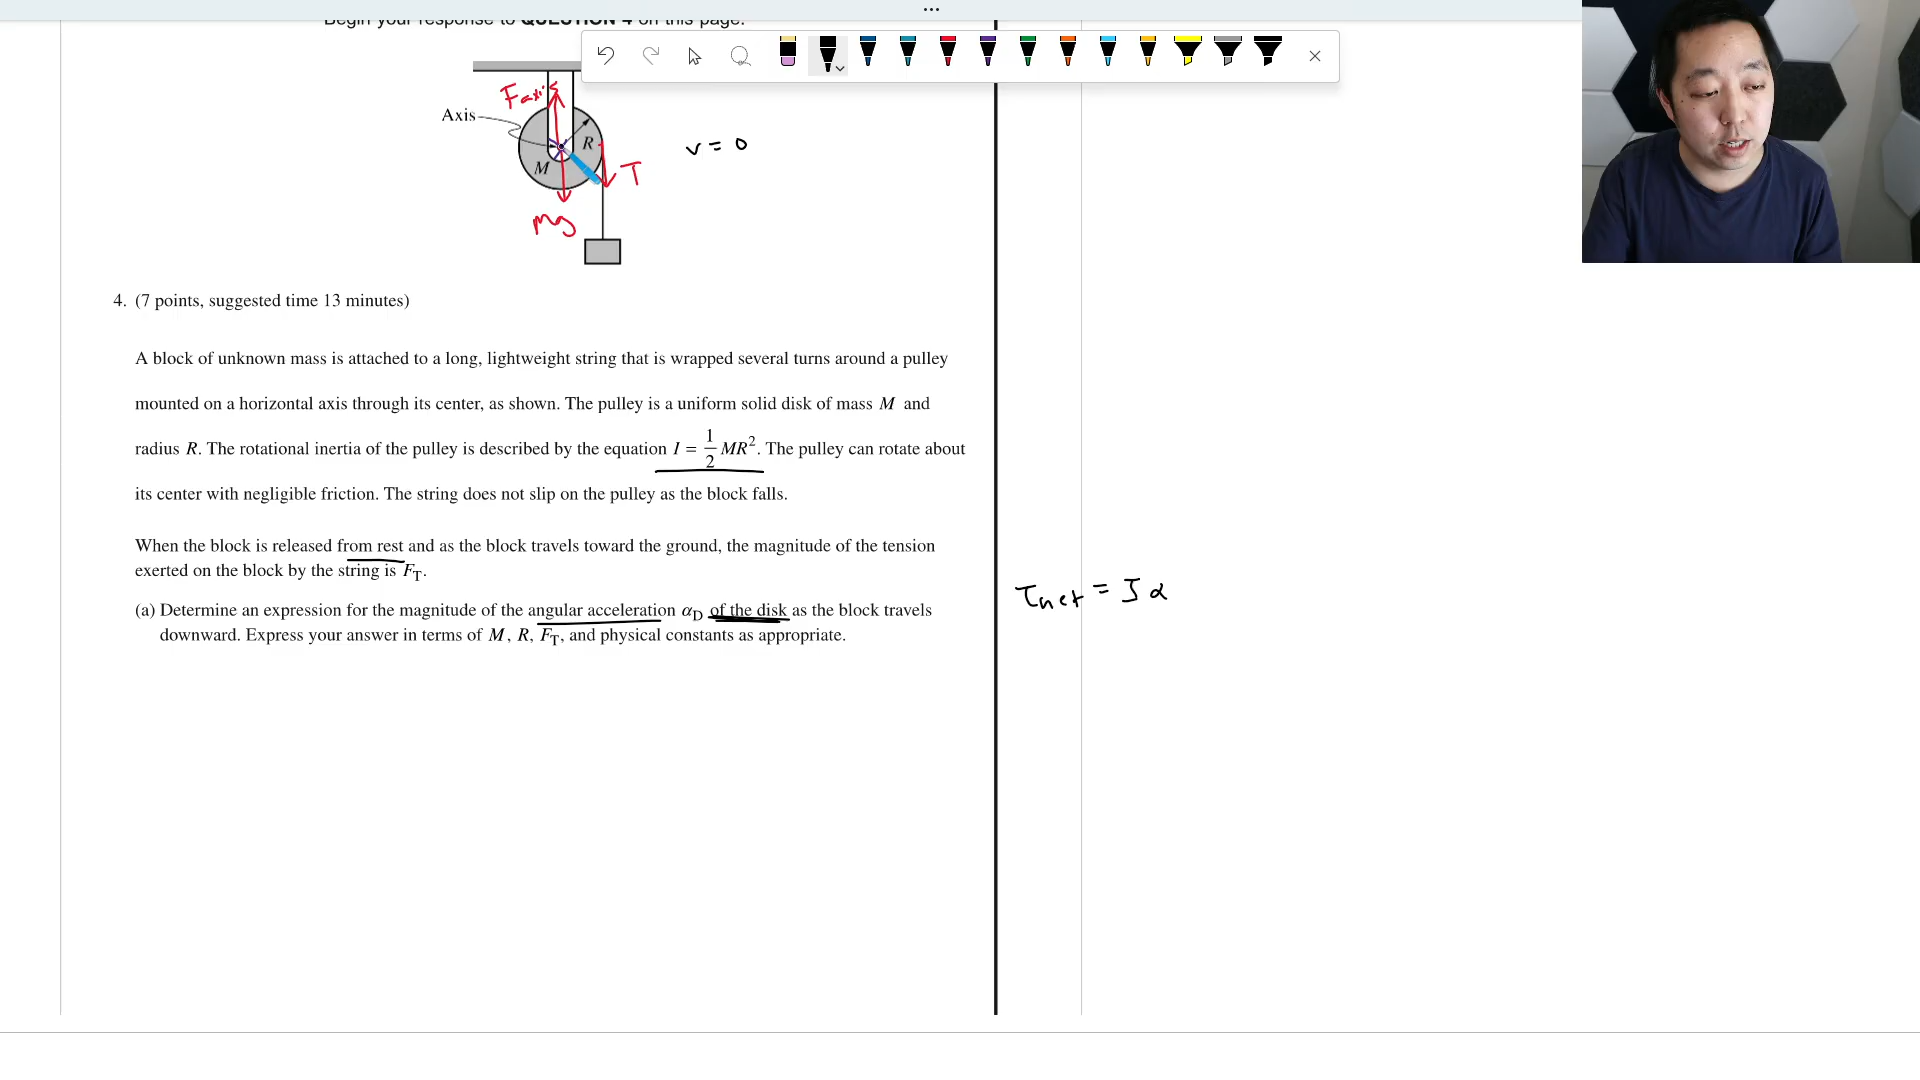 Begin your response to QUESTION 4 on this page.
Faxis
Axis
R
M
T
v = 0
Mg
4. (7 points, suggested time 13 minutes)
A block of unknown mass is attached to a long, lightweight string that is wrapped several turns around a pulley
mounted on a horizontal axis through its center, as shown. The pulley is a uniform solid disk of mass M and
radius R. The rotational inertia of the pulley is described by the equation I = 1/2 MR². The pulley can rotate about
its center with negligible friction. The string does not slip on the pulley as the block falls.
When the block is released from rest and as the block travels toward the ground, the magnitude of the tension
exerted on the block by the string is F_T.
τnet = I α
(a) Determine an expression for the magnitude of the angular acceleration α_D of the disk as the block travels
downward. Express your answer in terms of M, R, F_T, and physical constants as appropriate.